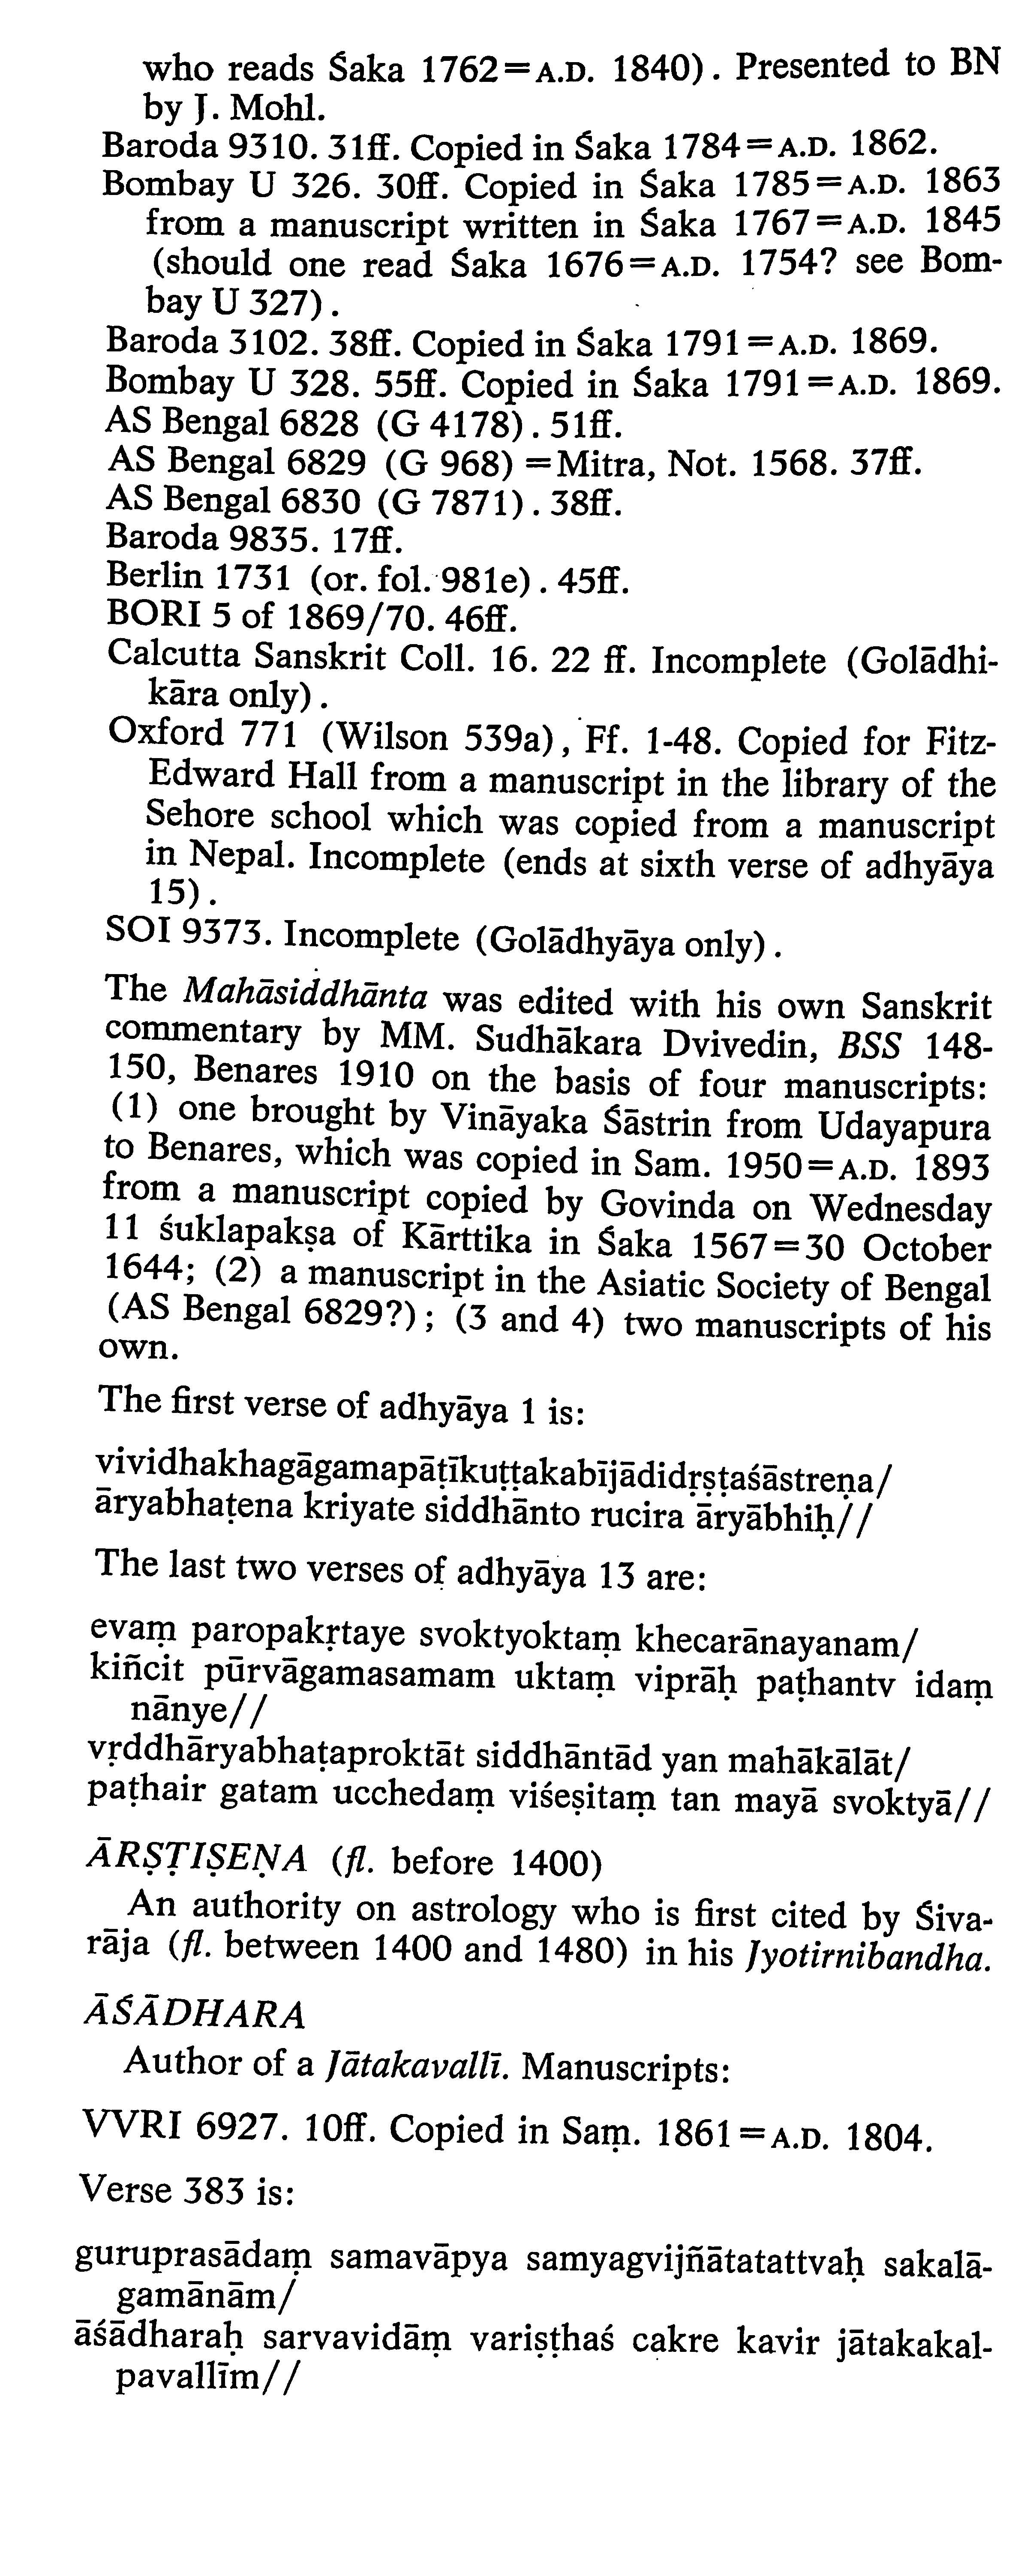 who reads Śaka 1762=A.D. 1840). Presented to BN
by J. Mohl.
Baroda 9310. 31ff. Copied in Śaka 1784=A.D. 1862.
Bombay U 326. 30ff. Copied in Śaka 1785=A.D. 1863
from a manuscript written in Śaka 1767=A.D. 1845
(should one read Śaka 1676=A.D. 1754? see Bom-
bay U 327).
Baroda 3102. 38ff. Copied in Śaka 1791=A.D. 1869.
Bombay U 328. 55ff. Copied in Śaka 1791=A.D. 1869.
AS Bengal 6828 (G 4178). 51ff.
AS Bengal 6829 (G 968)=Mitra, Not. 1568. 37ff.
AS Bengal 6830 (G 7871). 38ff.
Baroda 9835. 17ff.
Berlin 1731 (or. fol. 981e). 45ff.
BORI 5 of 1869/70. 46ff.
Calcutta Sanskrit Coll. 16. 22 ff. Incomplete (Golādhi-
kāra only).
Oxford 771 (Wilson 539a), Ff. 1-48. Copied for Fitz-
Edward Hall from a manuscript in the library of the
Sehore school which was copied from a manuscript
in Nepal. Incomplete (ends at sixth verse of adhyāya
15).
SOI 9373. Incomplete (Golādhyāya only).
The Mahāsiddhānta was edited with his own Sanskrit
commentary by MM. Sudhākara Dvivedin, BSS 148-
150, Benares 1910 on the basis of four manuscripts:
(1) one brought by Vināyaka Śāstrin from Udayapura
to Benares, which was copied in Sam. 1950=A.D. 1893
from a manuscript copied by Govinda on Wednesday
11 śuklapakṣa of Kārttika in Śaka 1567=30 October
1644; (2) a manuscript in the Asiatic Society of Bengal
(AS Bengal 6829?); (3 and 4) two manuscripts of his
own.
The first verse of adhyāya 1 is:
vividhakhagāgamapāṭīkuṭṭakabījādidṛṣṭaśāstreṇa/
āryabhaṭena kriyate siddhānto rucira āryābhiḥ//
The last two verses of adhyāya 13 are:
evaṃ paropakṛtaye svoktyoktaṃ khecarānayanam/
kiñcit pūrvāgamasamam uktaṃ viprāḥ paṭhantv idaṃ
nānye//
vṛddhāryabhaṭaproktāt siddhāntād yan mahākālāt/
paṭhair gatam ucchedaṃ viśeṣitaṃ tan mayā svoktyā//
ĀRṢṬIṢEṆA (fl. before 1400)
An authority on astrology who is first cited by Śiva-
rāja (fl. between 1400 and 1480) in his Jyotirnibandha.
ĀŚĀDHARA
Author of a Jātakavallī. Manuscripts:
VVRI 6927. 10ff. Copied in Saṃ. 1861=A.D. 1804.
Verse 383 is:
guruprasādaṃ samavāpya samyagvijñātatattvaḥ sakalā-
gamānām/
āśādharaḥ sarvavidāṃ variṣṭhaś cakre kavir jātakakal-
pavallīm//